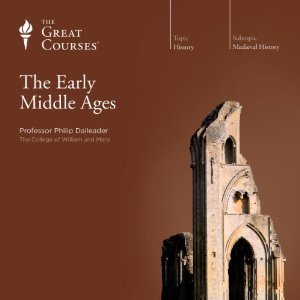 THE
GREAT
COURSES®
Topic
History
Subtopic
Medieval History
The Early
Middle Ages
Professor Philip Daileader
The College of William and Mary